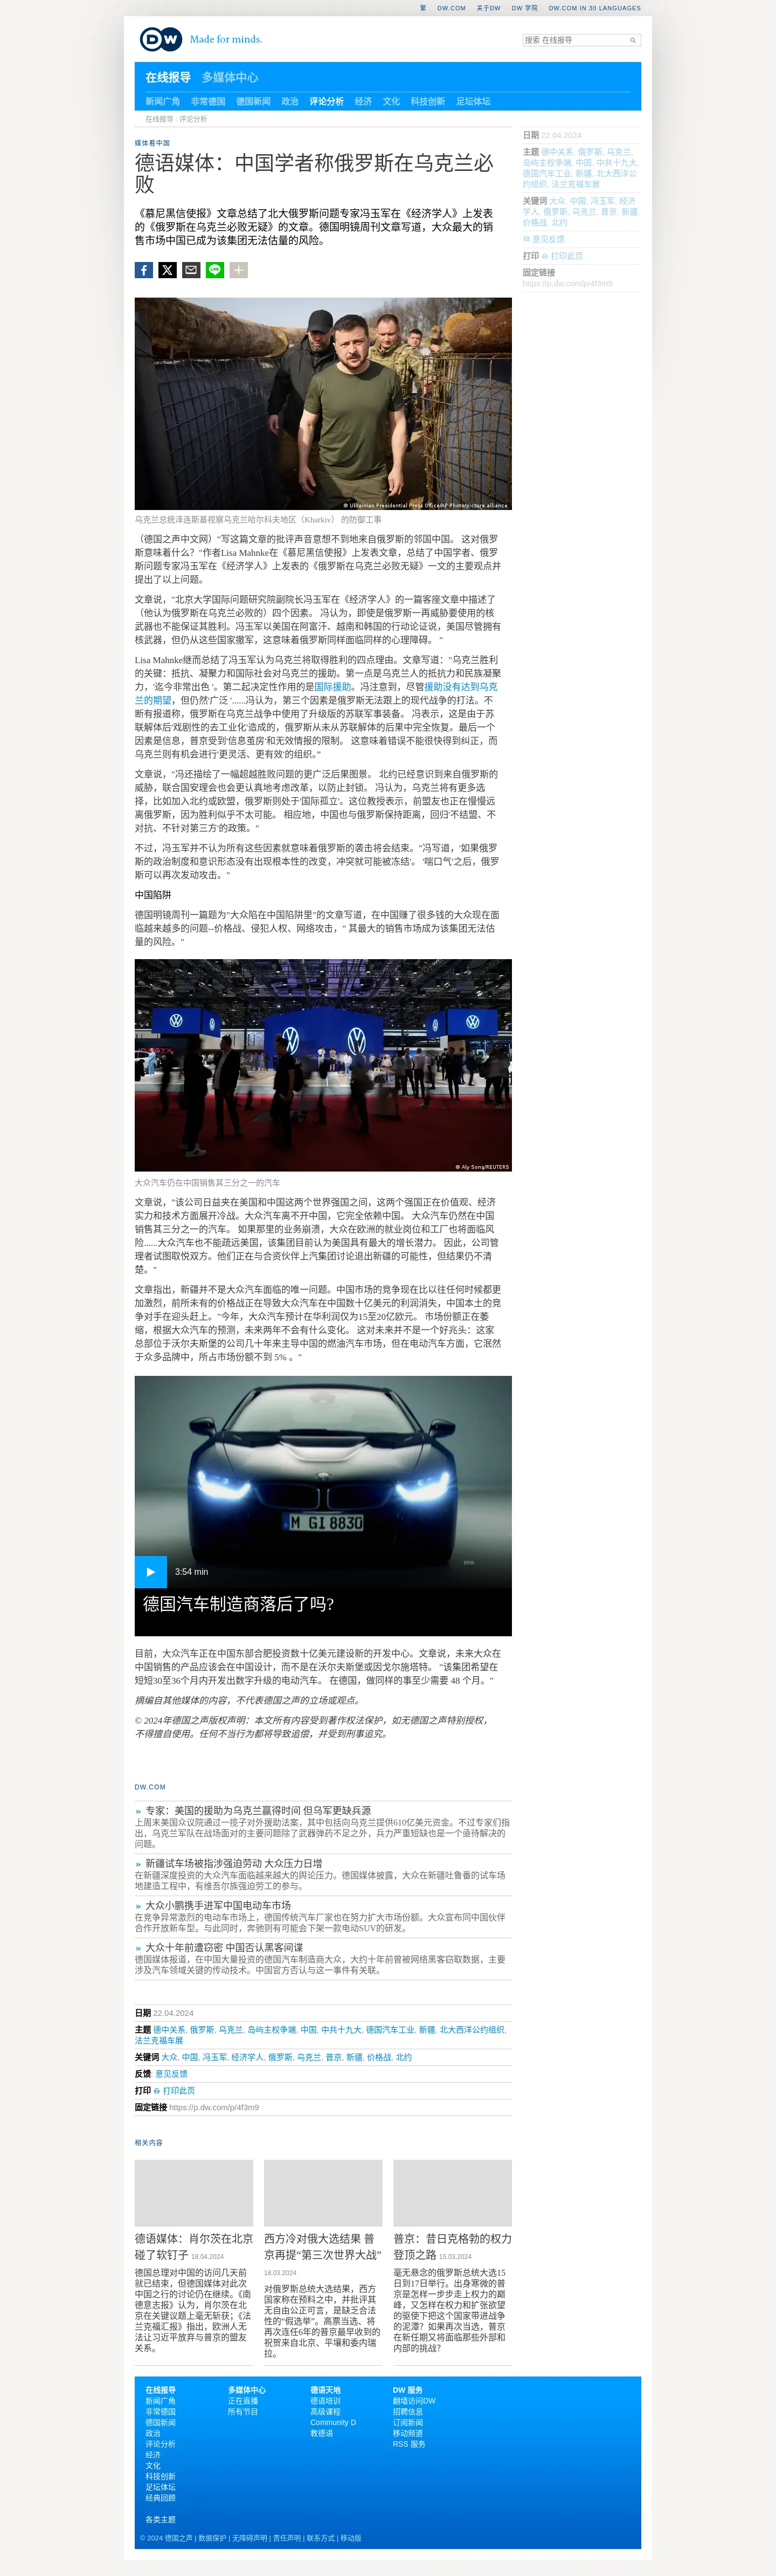 繁 DW.COM 关于DW DW 学院 DW.COM IN 30 LANGUAGES
DW Made for minds.
搜索 在线报导
在线报导 多媒体中心
新闻广角 非常德国 德国新闻 政治 评论分析 经济 文化 科技创新 足坛体坛
在线报导 / 评论分析
媒体看中国
德语媒体：中国学者称俄罗斯在乌克兰必
败
《慕尼黑信使报》文章总结了北大俄罗斯问题专家冯玉军在《经济学人》上发表
的《俄罗斯在乌克兰必败无疑》的文章。德国明镜周刊文章写道，大众最大的销
售市场中国已成为该集团无法估量的风险。
日期 22.04.2024
主题 德中关系, 俄罗斯, 乌克兰,
岛屿主权争端, 中国, 中共十九大,
德国汽车工业, 新疆, 北大西洋公
约组织, 法兰克福车展
关键词 大众, 中国, 冯玉军, 经济
学人, 俄罗斯, 乌克兰, 普京, 新疆,
价格战, 北约
意见反馈
打印 打印此页
固定链接
https://p.dw.com/p/4f3m9
© Ukrainian Presidential Press Office/AP Photo/picture alliance
乌克兰总统泽连斯基视察乌克兰哈尔科夫地区（Kharkiv） 的防御工事
（德国之声中文网）"写这篇文章的批评声音意想不到地来自俄罗斯的邻国中国。 这对俄罗
斯意味着什么？"作者Lisa Mahnke在《慕尼黑信使报》上发表文章，总结了中国学者、俄罗
斯问题专家冯玉军在《经济学人》上发表的《俄罗斯在乌克兰必败无疑》一文的主要观点并
提出了以上问题。
文章说，"北京大学国际问题研究院副院长冯玉军在《经济学人》的一篇客座文章中描述了
（他认为俄罗斯在乌克兰必败的）四个因素。 冯认为，即使是俄罗斯一再威胁要使用的核
武器也不能保证其胜利。冯玉军以美国在阿富汗、越南和韩国的行动论证说，美国尽管拥有
核武器，但仍从这些国家撤军，这意味着俄罗斯同样面临同样的心理障碍。 "
Lisa Mahnke继而总结了冯玉军认为乌克兰将取得胜利的四点理由。文章写道："乌克兰胜利
的关键：抵抗、凝聚力和国际社会对乌克兰的援助。第一点是乌克兰人的抵抗力和民族凝聚
力，'迄今非常出色 '。第二起决定性作用的是国际援助。冯注意到，尽管援助没有达到乌克
兰的期望，但仍然'广泛 '......冯认为，第三个因素是俄罗斯无法跟上的现代战争的打法。不
断有报道称，俄罗斯在乌克兰战争中使用了升级版的苏联军事装备。 冯表示，这是由于苏
联解体后'戏剧性的去工业化'造成的，俄罗斯从未从苏联解体的后果中完全恢复。最后一个
因素是信息，普京受到'信息茧房'和无效情报的限制。 这意味着错误不能很快得到纠正，而
乌克兰则有机会进行'更灵活、更有效'的组织。"
文章说，"冯还描绘了一幅超越胜败问题的更广泛后果图景。 北约已经意识到来自俄罗斯的
威胁，联合国安理会也会更认真地考虑改革，以防止封锁。 冯认为，乌克兰将有更多选
择，比如加入北约或欧盟，俄罗斯则处于'国际孤立'。这位教授表示，前盟友也正在慢慢远
离俄罗斯，因为胜利似乎不太可能。 相应地，中国也与俄罗斯保持距离，回归'不结盟、不
对抗、不针对第三方'的政策。"
不过，冯玉军并不认为所有这些因素就意味着俄罗斯的袭击将会结束。"冯写道，'如果俄罗
斯的政治制度和意识形态没有出现根本性的改变，冲突就可能被冻结'。 '喘口气'之后，俄罗
斯可以再次发动攻击。"
中国陷阱
德国明镜周刊一篇题为"大众陷在中国陷阱里"的文章写道，在中国赚了很多钱的大众现在面
临越来越多的问题--价格战、侵犯人权、网络攻击，" 其最大的销售市场成为该集团无法估
量的风险。"
© Aly Song/REUTERS
大众汽车仍在中国销售其三分之一的汽车
文章说，"该公司日益夹在美国和中国这两个世界强国之间，这两个强国正在价值观、经济
实力和技术方面展开冷战。大众汽车离不开中国，它完全依赖中国。 大众汽车仍然在中国
销售其三分之一的汽车。 如果那里的业务崩溃，大众在欧洲的就业岗位和工厂也将面临风
险......大众汽车也不能疏远美国，该集团目前认为美国具有最大的增长潜力。 因此，公司管
理者试图取悦双方。他们正在与合资伙伴上汽集团讨论退出新疆的可能性，但结果仍不清
楚。"
文章指出，新疆并不是大众汽车面临的唯一问题。中国市场的竞争现在比以往任何时候都更
加激烈，前所未有的价格战正在导致大众汽车在中国数十亿美元的利润消失，中国本土的竞
争对手在迎头赶上。"今年，大众汽车预计在华利润仅为15至20亿欧元。 市场份额正在萎
缩，根据大众汽车的预测，未来两年不会有什么变化。 这对未来并不是一个好兆头：这家
总部位于沃尔夫斯堡的公司几十年来主导中国的燃油汽车市场，但在电动汽车方面，它泯然
于众多品牌中，所占市场份额不到 5% 。"
M GI 8830
BMW
3:54 min
德国汽车制造商落后了吗?
目前，大众汽车正在中国东部合肥投资数十亿美元建设新的开发中心。文章说，未来大众在
中国销售的产品应该会在中国设计，而不是在沃尔夫斯堡或因戈尔施塔特。 "该集团希望在
短短30至36个月内开发出数字升级的电动汽车。 在德国，做同样的事至少需要 48 个月。"
摘编自其他媒体的内容，不代表德国之声的立场或观点。
© 2024年德国之声版权声明：本文所有内容受到著作权法保护，如无德国之声特别授权，
不得擅自使用。任何不当行为都将导致追偿，并受到刑事追究。
DW.COM
» 专家：美国的援助为乌克兰赢得时间 但乌军更缺兵源
上周末美国众议院通过一揽子对外援助法案，其中包括向乌克兰提供610亿美元资金。不过专家们指
出，乌克兰军队在战场面对的主要问题除了武器弹药不足之外，兵力严重短缺也是一个亟待解决的
问题。
» 新疆试车场被指涉强迫劳动 大众压力日增
在新疆深度投资的大众汽车面临越来越大的舆论压力。德国媒体披露，大众在新疆吐鲁番的试车场
地建造工程中，有维吾尔族强迫劳工的参与。
» 大众小鹏携手进军中国电动车市场
在竞争异常激烈的电动车市场上，德国传统汽车厂家也在努力扩大市场份额。大众宣布同中国伙伴
合作开放新车型。与此同时，奔驰则有可能会下架一款电动SUV的研发。
» 大众十年前遭窃密 中国否认黑客间谍
德国媒体报道，在中国大量投资的德国汽车制造商大众，大约十年前曾被网络黑客窃取数据，主要
涉及汽车领域关键的传动技术。中国官方否认与这一事件有关联。
日期 22.04.2024
主题 德中关系, 俄罗斯, 乌克兰, 岛屿主权争端, 中国, 中共十九大, 德国汽车工业, 新疆, 北大西洋公约组织,
法兰克福车展
关键词 大众, 中国, 冯玉军, 经济学人, 俄罗斯, 乌克兰, 普京, 新疆, 价格战, 北约
反馈: 意见反馈
打印 打印此页
固定链接 https://p.dw.com/p/4f3m9
相关内容
德语媒体：肖尔茨在北京
碰了软钉子 18.04.2024
德国总理对中国的访问几天前
就已结束，但德国媒体对此次
中国之行的讨论仍在继续。《南
德意志报》认为，肖尔茨在北
京在关键议题上毫无斩获；《法
兰克福汇报》指出，欧洲人无
法让习近平放弃与普京的盟友
关系。
西方冷对俄大选结果 普
京再提“第三次世界大战”
18.03.2024
对俄罗斯总统大选结果，西方
国家称在预料之中，并批评其
无自由公正可言，是缺乏合法
性的“假选举”。高票当选、将
再次连任6年的普京最早收到的
祝贺来自北京、平壤和委内瑞
拉。
普京：昔日克格勃的权力
登顶之路 15.03.2024
毫无悬念的俄罗斯总统大选15
日到17日举行。出身寒微的普
京是怎样一步步走上权力的巅
峰，又怎样在权力和扩张欲望
的驱使下把这个国家带进战争
的泥潭？如果再次当选，普京
在新任期又将面临那些外部和
内部的挑战？
在线报导
新闻广角
非常德国
德国新闻
政治
评论分析
经济
文化
科技创新
足坛体坛
经典回顾
各类主题
多媒体中心
正在直播
所有节目
德语天地
德语培训
高级课程
Community D
教德语
DW 服务
翻墙访问DW
招聘信息
订阅新闻
移动频道
RSS 服务
© 2024 德国之声 | 数据保护 | 无障碍声明 | 责任声明 | 联系方式 | 移动版